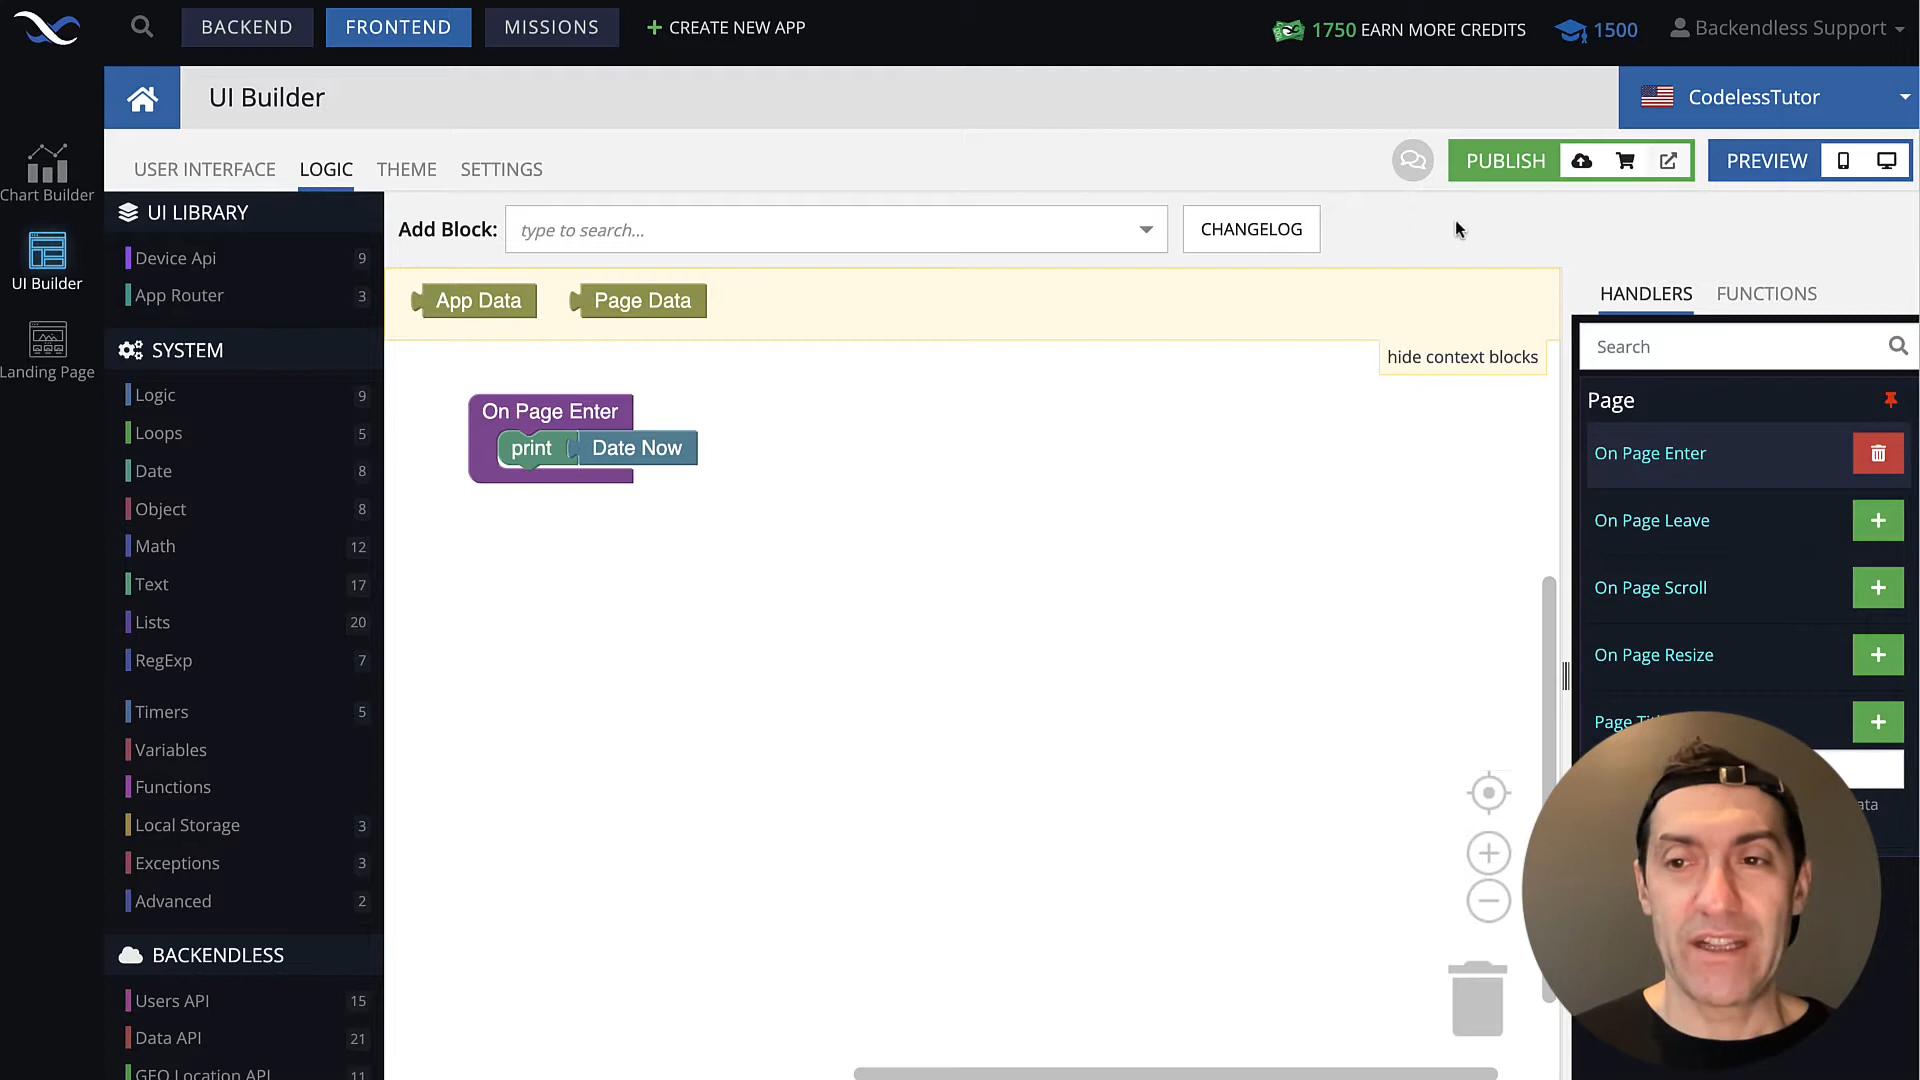 BACKEND
FRONTEND
MISSIONS
CREATE NEW APP
1750 EARN MORE CREDITS
1500
Backendless Support
UI Builder
CodelessTutor
USER INTERFACE
LOGIC
THEME
SETTINGS
PUBLISH
PREVIEW
Chart Builder
UI Builder
Landing Page
UI LIBRARY
Device Api 9
App Router 3
SYSTEM
Logic 9
Loops 5
Date 8
Object 8
Math 12
Text 17
Lists 20
RegExp 7
Timers 5
Variables
Functions
Local Storage 3
Exceptions 3
Advanced 2
BACKENDLESS
Users API 15
Data API 21
GEO Location API 11
Add Block: type to search...
CHANGELOG
App Data
Page Data
hide context blocks
On Page Enter
print Date Now
HANDLERS
FUNCTIONS
Search
Page
On Page Enter
On Page Leave
On Page Scroll
On Page Resize
Page